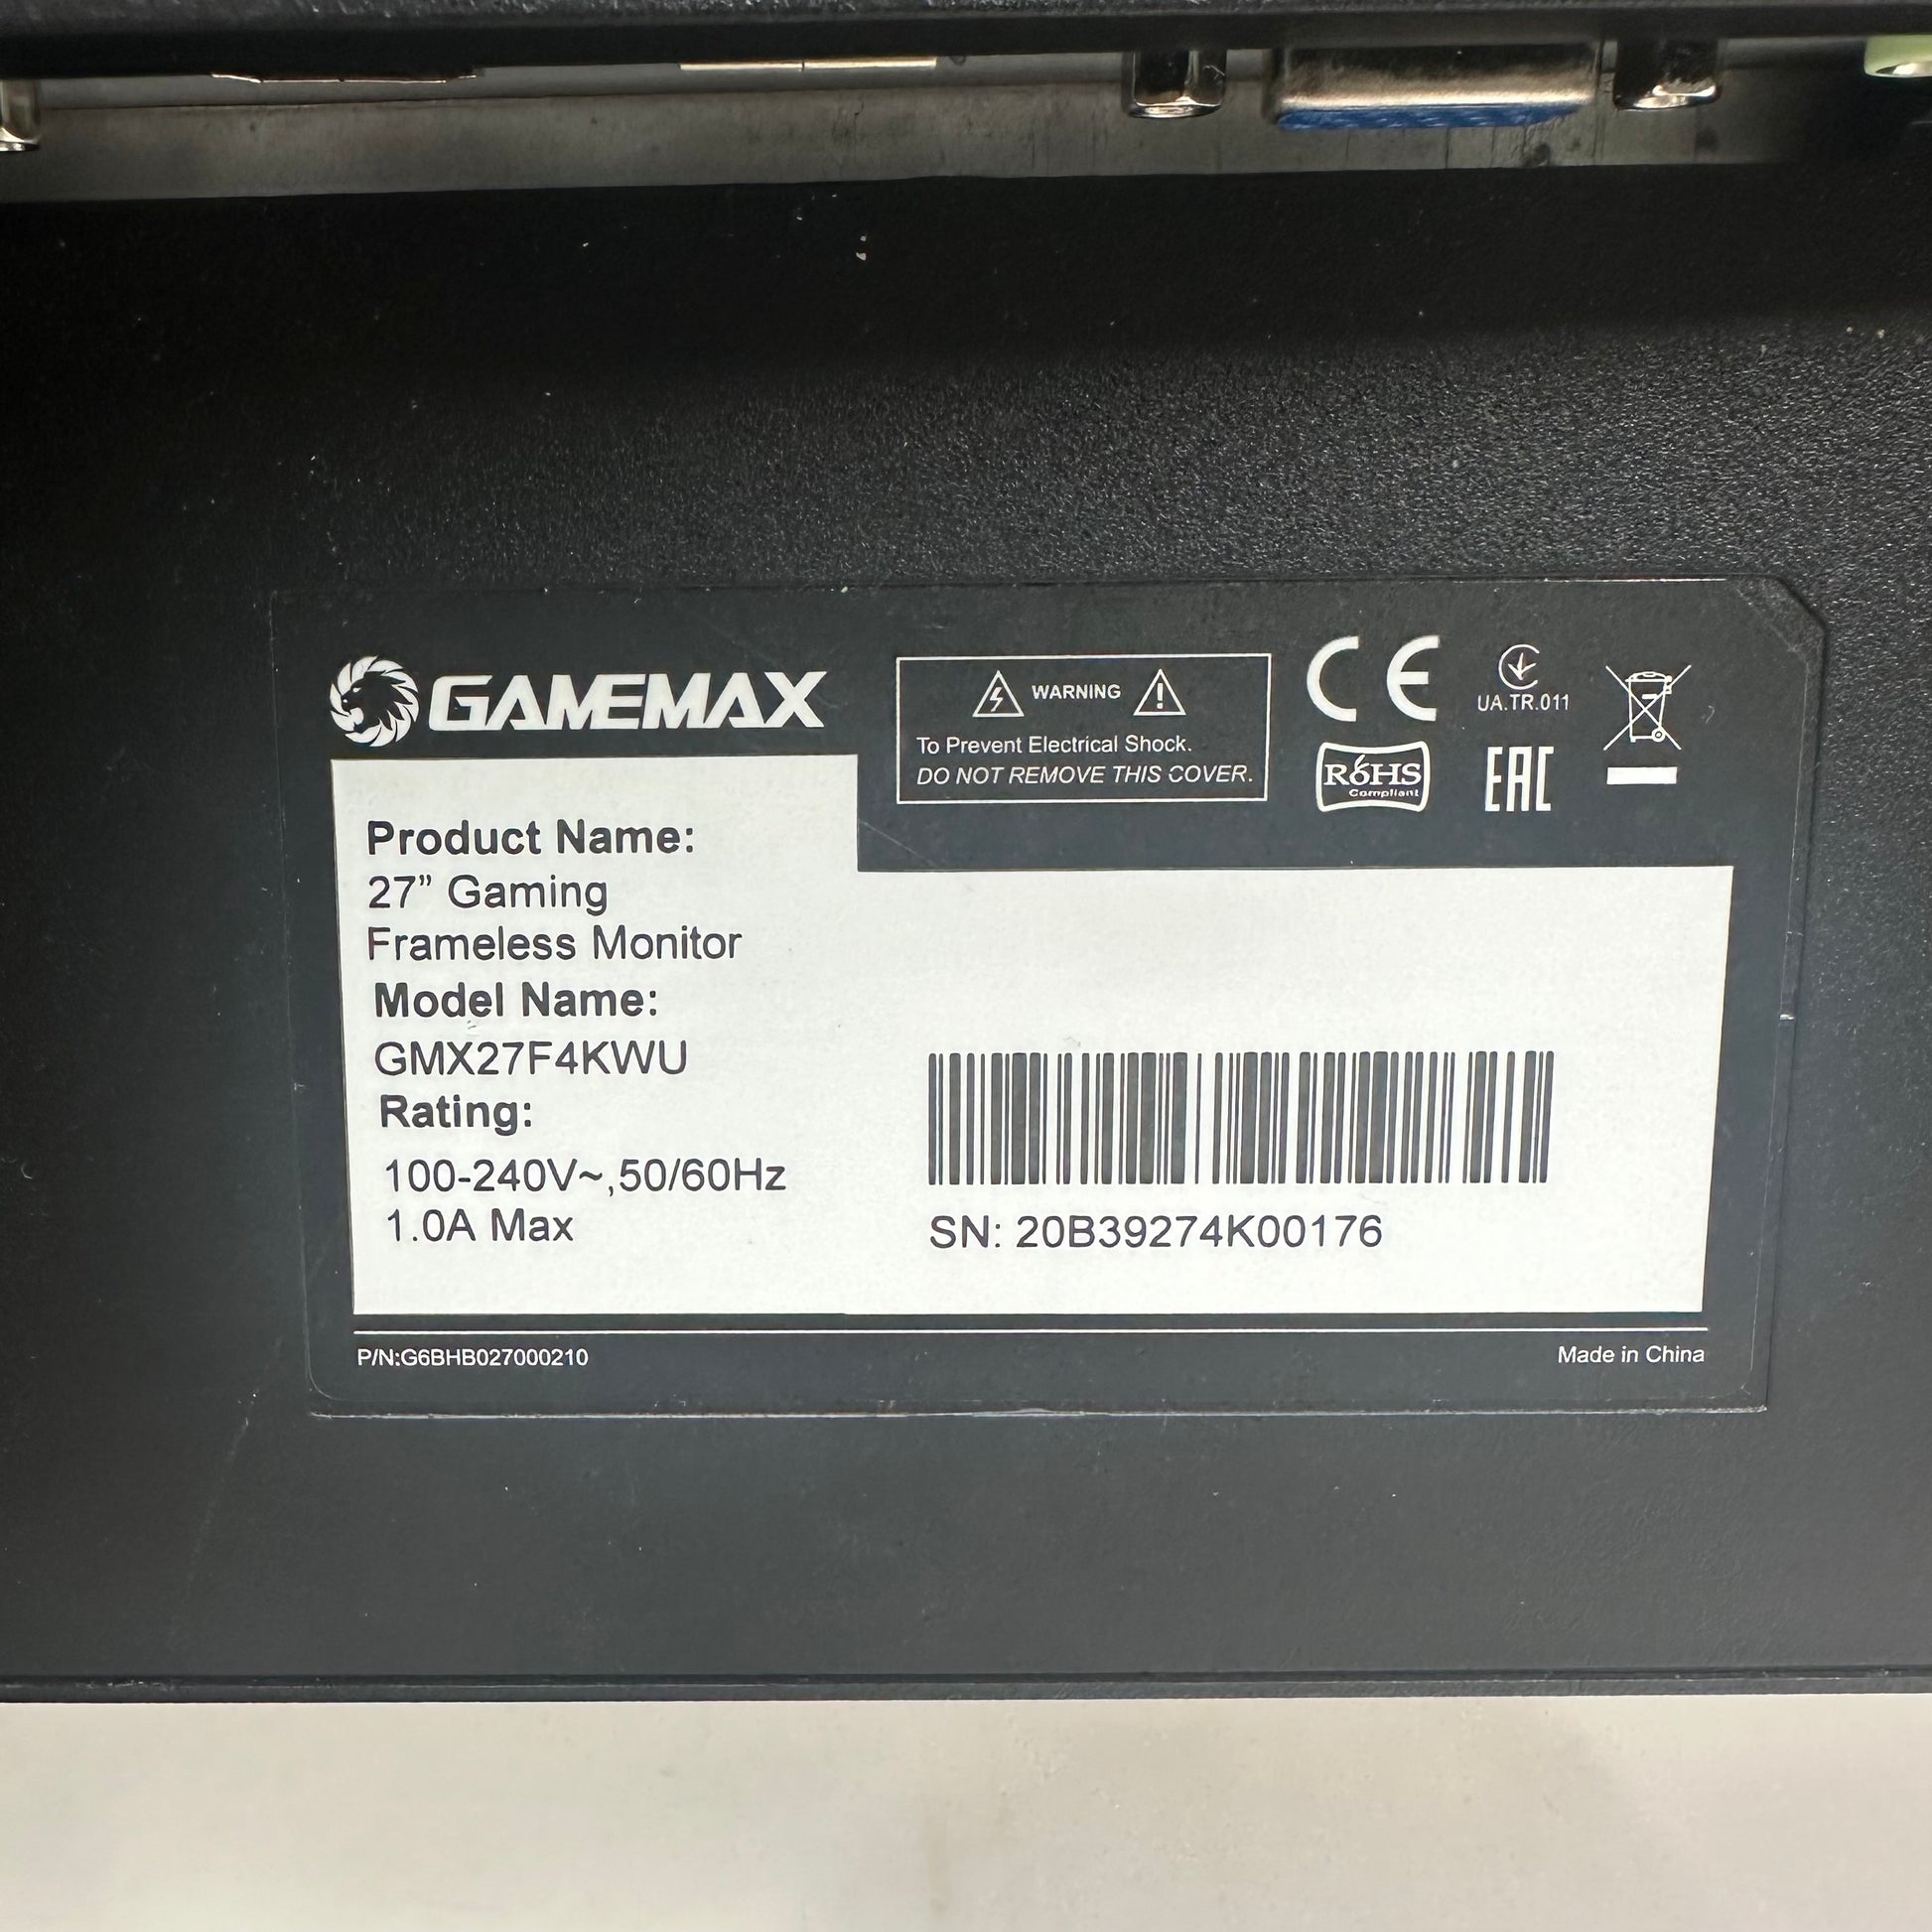 GAMEMAX
WARNING
To Prevent Electrical Shock.
DO NOT REMOVE THIS COVER.
CE
UA.TR.011
RoHS
Compliant
EAC
Product Name:
27” Gaming
Frameless Monitor
Model Name:
GMX27F4KWU
Rating:
100-240V~,50/60Hz
1.0A Max
SN: 20B39274K00176
P/N:G6BHB027000210
Made in China